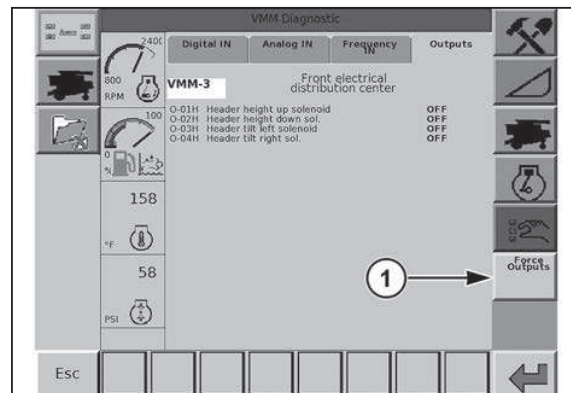 VMM Diagnostic
Digital IN
Analog IN
Frequency IN
Outputs
2400
800
RPM
VMM-3
Front electrical
distribution center
O-01H Header height up solenoid OFF
O-02H Header height down sol. OFF
O-03H Header tilt left solenoid OFF
O-04H Header tilt right sol. OFF
100
0
%
158
°F
58
PSI
1
Force
Outputs
Esc